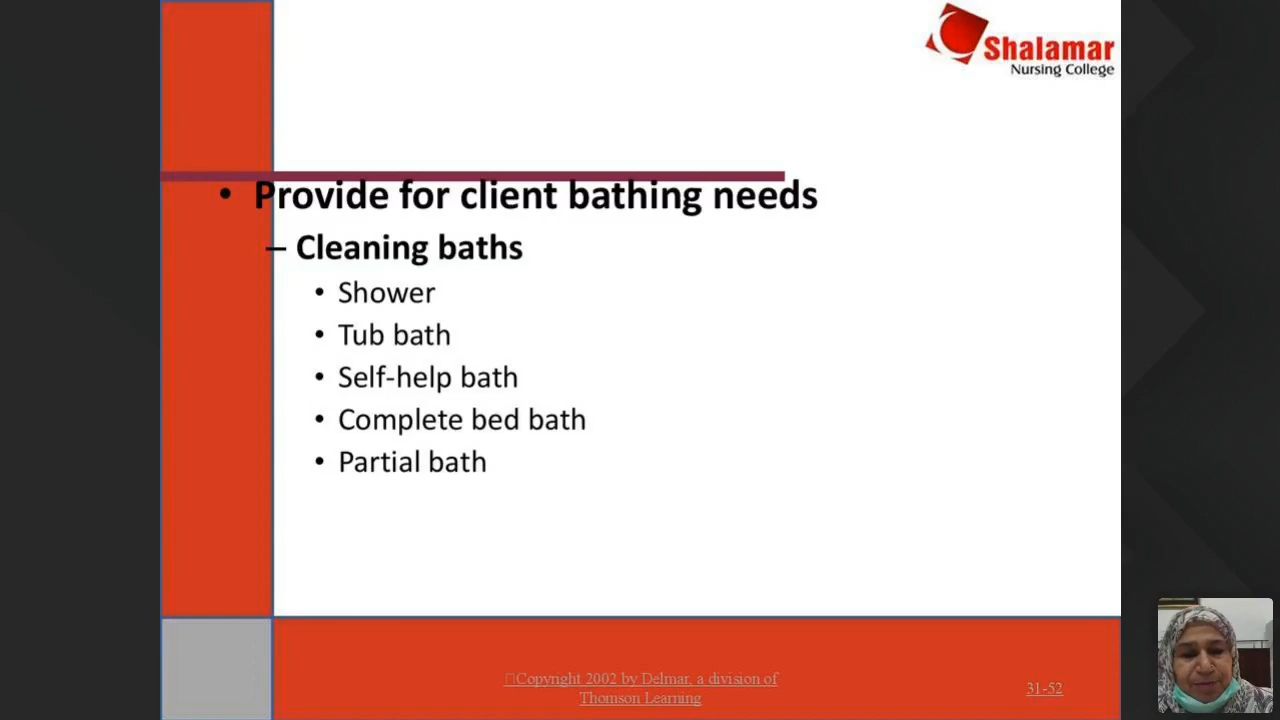 Shalamar
Nursing College
• Provide for client bathing needs
– Cleaning baths
• Shower
• Tub bath
• Self-help bath
• Complete bed bath
• Partial bath
Copyright 2002 by Delmar, a division of
Thomson Learning
31-52